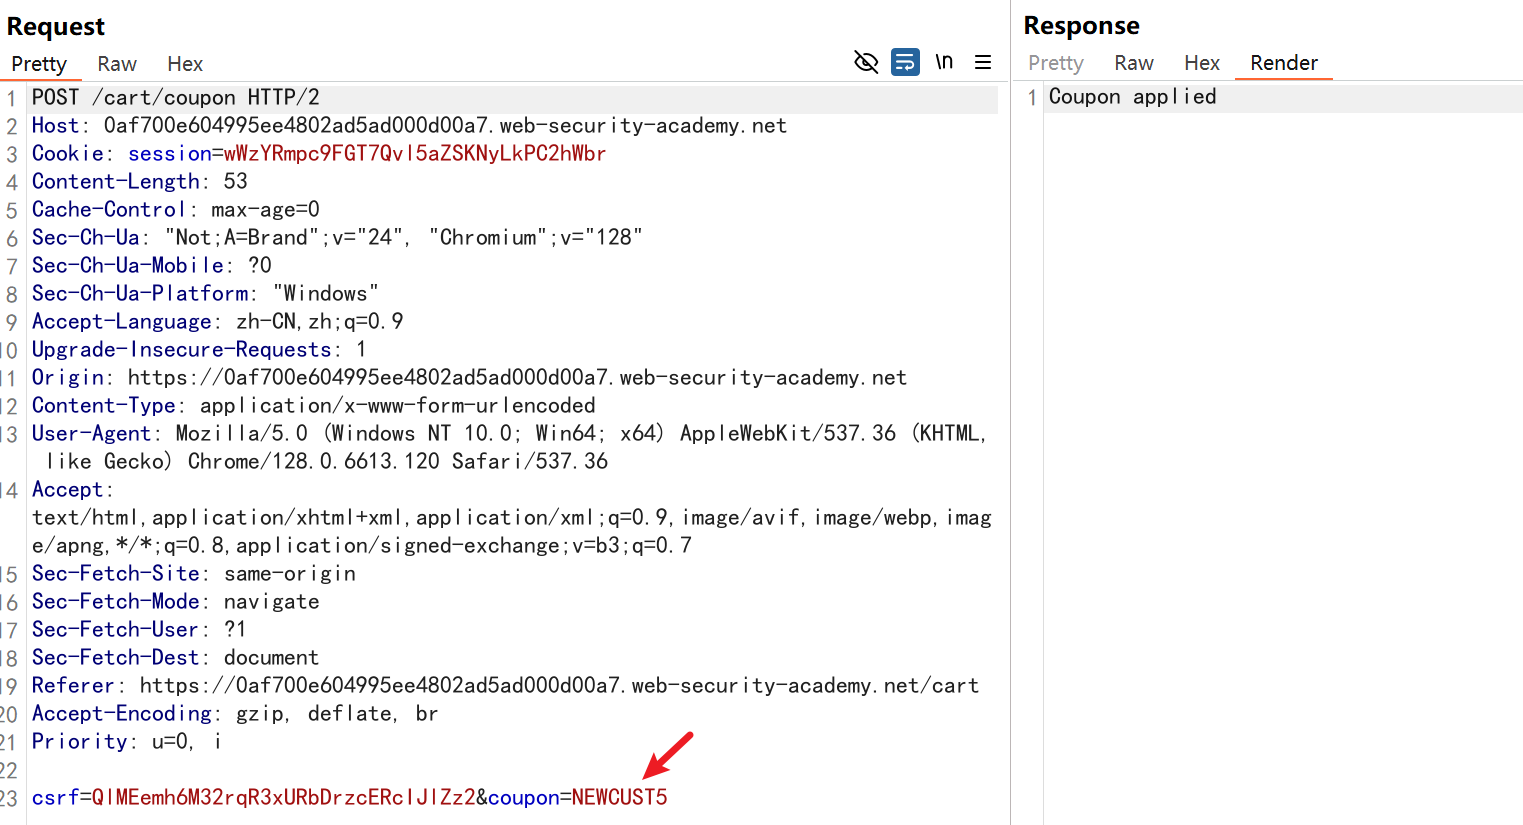 Request
Pretty Raw Hex
\n
1 POST /cart/coupon HTTP/2
2 Host: 0af700e604995ee4802ad5ad000d00a7.web-security-academy.net
3 Cookie: session=wWzYRmpc9FGT7Qvl5aZSKNyLkPC2hWbr
4 Content-Length: 53
5 Cache-Control: max-age=0
6 Sec-Ch-Ua: "Not;A=Brand";v="24", "Chromium";v="128"
7 Sec-Ch-Ua-Mobile: ?0
8 Sec-Ch-Ua-Platform: "Windows"
9 Accept-Language: zh-CN,zh;q=0.9
10 Upgrade-Insecure-Requests: 1
11 Origin: https://0af700e604995ee4802ad5ad000d00a7.web-security-academy.net
12 Content-Type: application/x-www-form-urlencoded
13 User-Agent: Mozilla/5.0 (Windows NT 10.0; Win64; x64) AppleWebKit/537.36 (KHTML,
like Gecko) Chrome/128.0.6613.120 Safari/537.36
14 Accept:
text/html,application/xhtml+xml,application/xml;q=0.9,image/avif,image/webp,imag
e/apng,*/*;q=0.8,application/signed-exchange;v=b3;q=0.7
15 Sec-Fetch-Site: same-origin
16 Sec-Fetch-Mode: navigate
17 Sec-Fetch-User: ?1
18 Sec-Fetch-Dest: document
19 Referer: https://0af700e604995ee4802ad5ad000d00a7.web-security-academy.net/cart
20 Accept-Encoding: gzip, deflate, br
21 Priority: u=0, i
22
23 csrf=QlMEemh6M32rqR3xURbDrzcERclJlZz2&coupon=NEWCUST5
Response
Pretty Raw Hex Render
1 Coupon applied